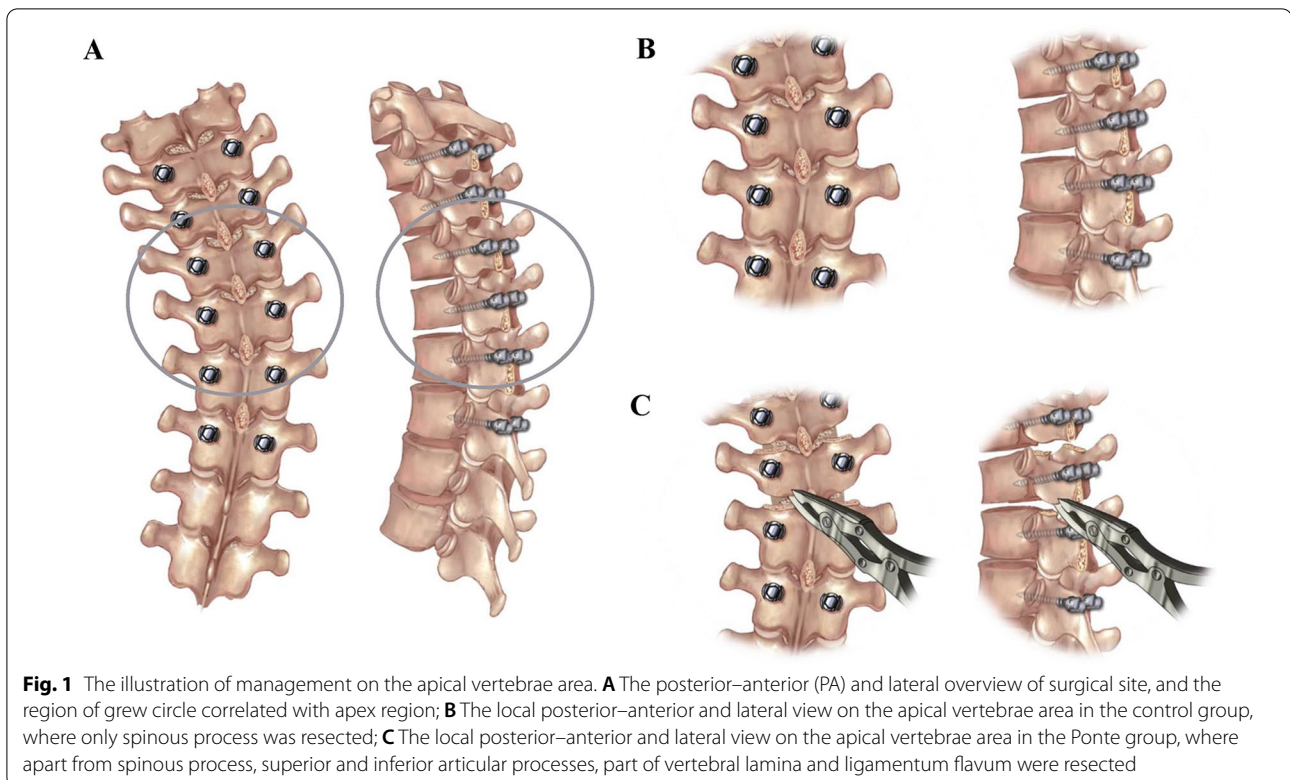 A
B
C
Fig. 1 The illustration of management on the apical vertebrae area. A The posterior–anterior (PA) and lateral overview of surgical site, and the
region of grew circle correlated with apex region; B The local posterior–anterior and lateral view on the apical vertebrae area in the control group,
where only spinous process was resected; C The local posterior–anterior and lateral view on the apical vertebrae area in the Ponte group, where
apart from spinous process, superior and inferior articular processes, part of vertebral lamina and ligamentum flavum were resected